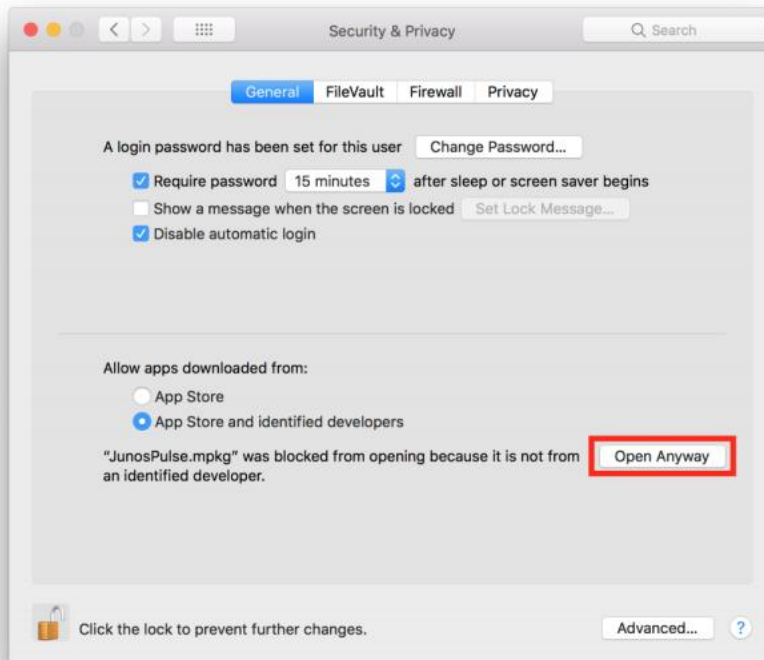 Security & Privacy
Search
General FileVault Firewall Privacy
A login password has been set for this user Change Password...
Require password 15 minutes after sleep or screen saver begins
Show a message when the screen is locked Set Lock Message...
Disable automatic login
Allow apps downloaded from:
App Store
App Store and identified developers
“JunosPulse.mpkg” was blocked from opening because it is not from Open Anyway
an identified developer.
Click the lock to prevent further changes. Advanced... ?